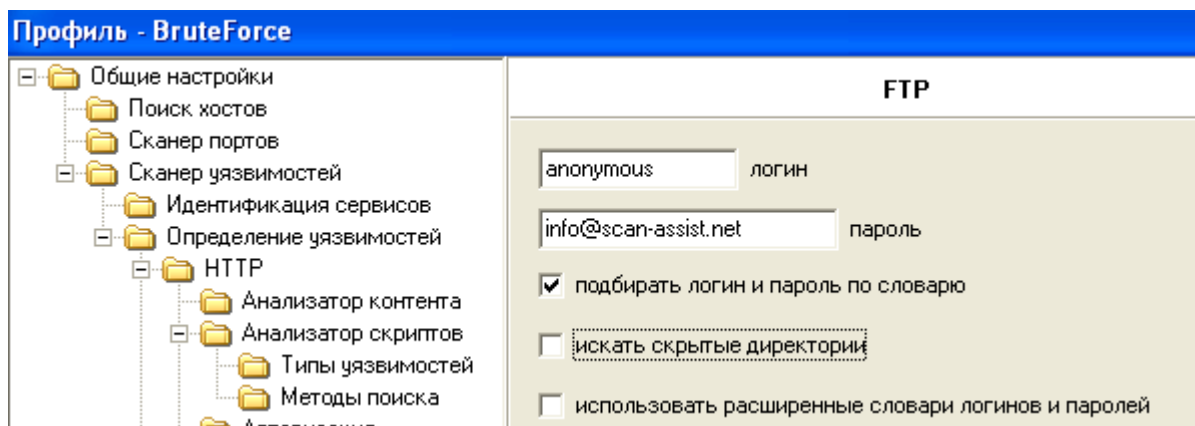 Профиль - BruteForce
Общие настройки
Поиск хостов
Сканер портов
Сканер уязвимостей
Идентификация сервисов
Определение уязвимостей
HTTP
Анализатор контента
Анализатор скриптов
Типы уязвимостей
Методы поиска
FTP
anonymous логин
info@scan-assist.net пароль
подбирать логин и пароль по словарю
искать скрытые директории
использовать расширенные словари логинов и паролей